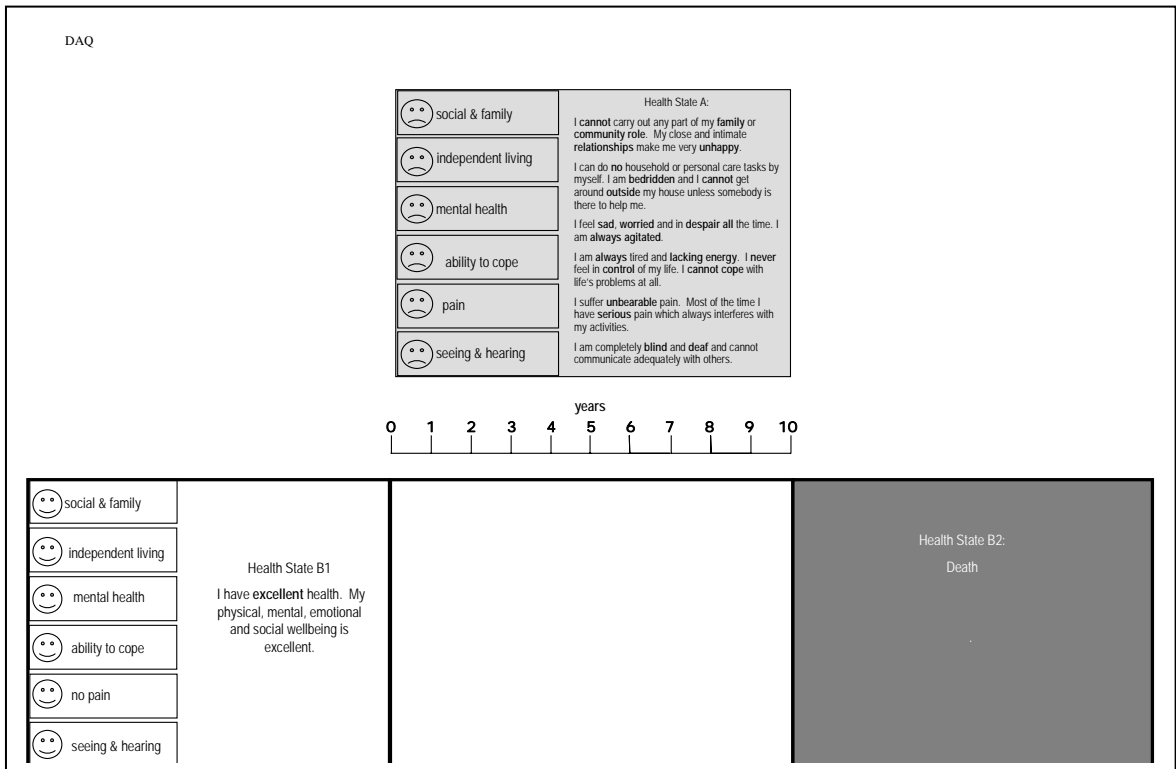 DAQ
social & family
independent living
mental health
ability to cope
pain
seeing & hearing
Health State A:
I cannot carry out any part of my family or
community role. My close and intimate
relationships make me very unhappy.
I can do no household or personal care tasks by
myself. I am bedridden and I cannot get
around outside my house unless somebody is
there to help me.
I feel sad, worried and in despair all the time. I
am always agitated.
I am always tired and lacking energy. I never
feel in control of my life. I cannot cope with
life's problems at all.
I suffer unbearable pain. Most of the time I
have serious pain which always interferes with
my activities.
I am completely blind and deaf and cannot
communicate adequately with others.
years
0 1 2 3 4 5 6 7 8 9 10
social & family
independent living
mental health
ability to cope
no pain
seeing & hearing
Health State B1
I have excellent health. My
physical, mental, emotional
and social wellbeing is
excellent.
Health State B2:
Death
.